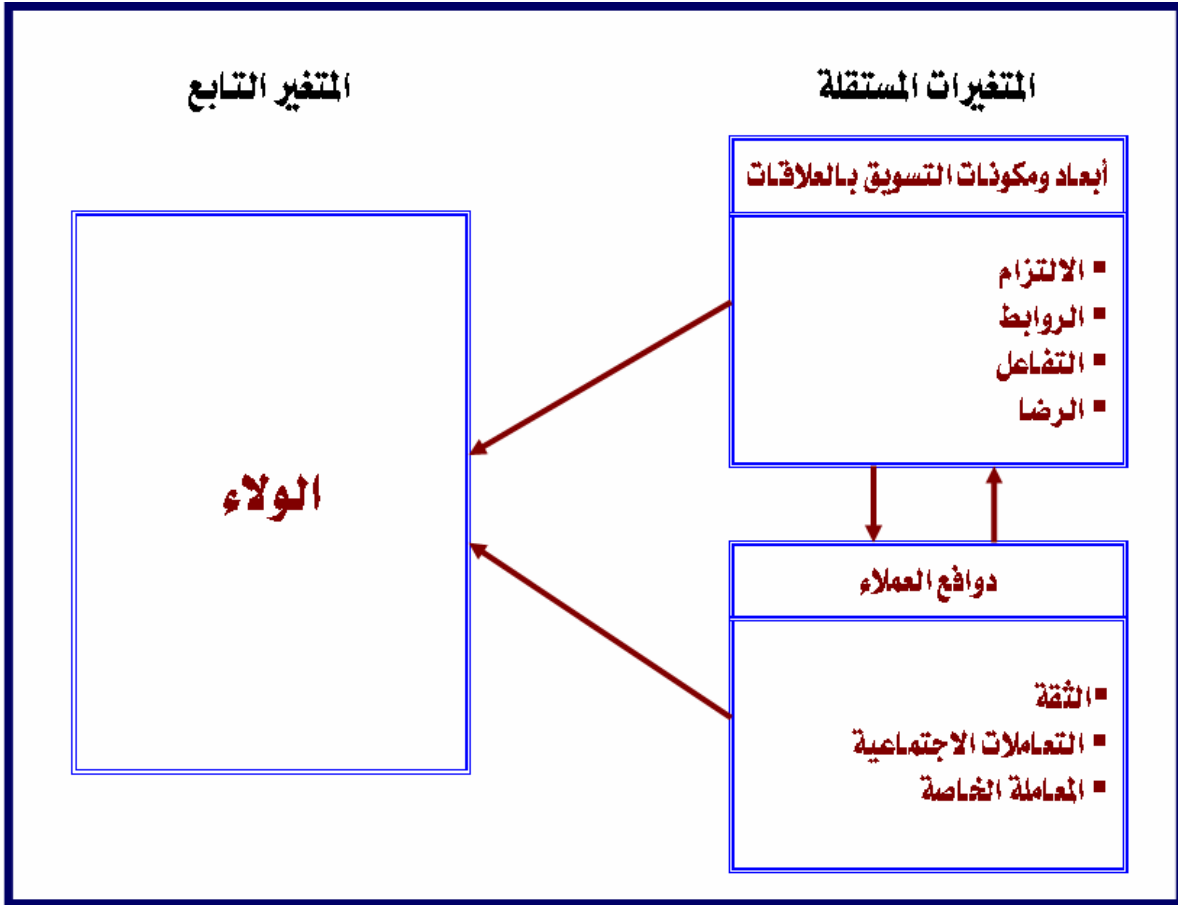 المتغيرات المستقلة
المتغير التابع
أبعاد ومكونات التسويق بالعلاقات
▪ الالتزام
▪ الروابط
▪ التفاعل
▪ الرضا
دوافع العملاء
▪الثقة
▪ التعاملات الاجتماعية
▪ المعاملة الخاصة
الولاء